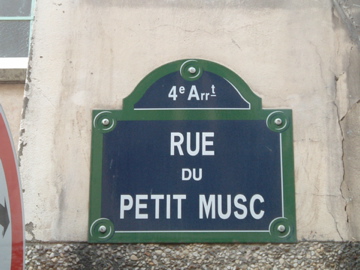 4e Arrt
RUE
DU
PETIT MUSC